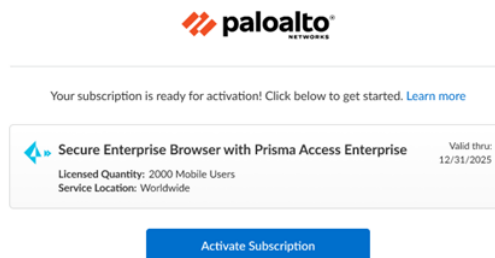 paloalto®
NETWORKS
Your subscription is ready for activation! Click below to get started. Learn more
Secure Enterprise Browser with Prisma Access Enterprise
Valid thru:
12/31/2025
Licensed Quantity: 2000 Mobile Users
Service Location: Worldwide
Activate Subscription